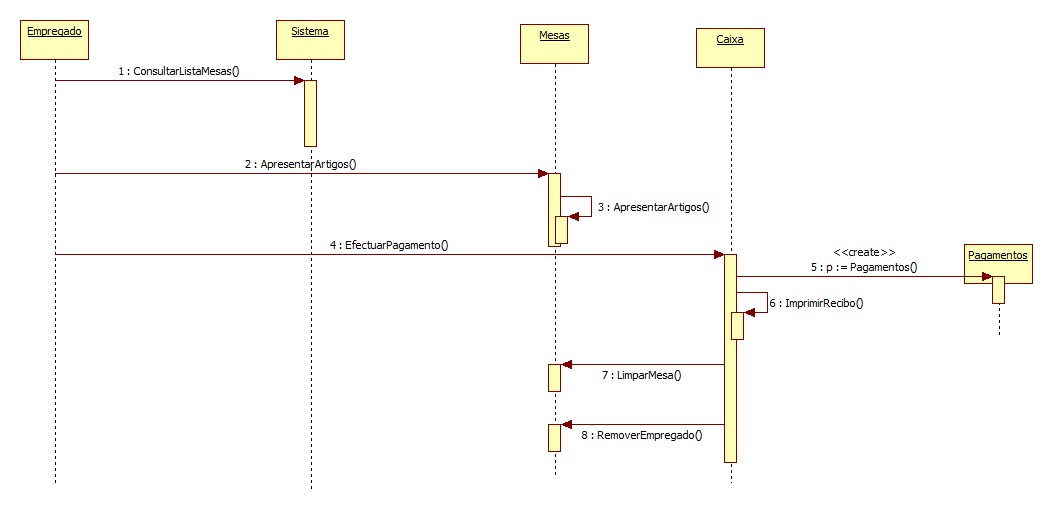 Empregado
Sistema
Mesas
Caixa
1 : ConsultarListaMesas()
2 : ApresentarArtigos()
3 : ApresentarArtigos()
4 : EfectuarPagamento()
<<create>>
5 : p := Pagamentos()
Pagamentos
6 : ImprimirRecibo()
7 : LimparMesa()
8 : RemoverEmpregado()